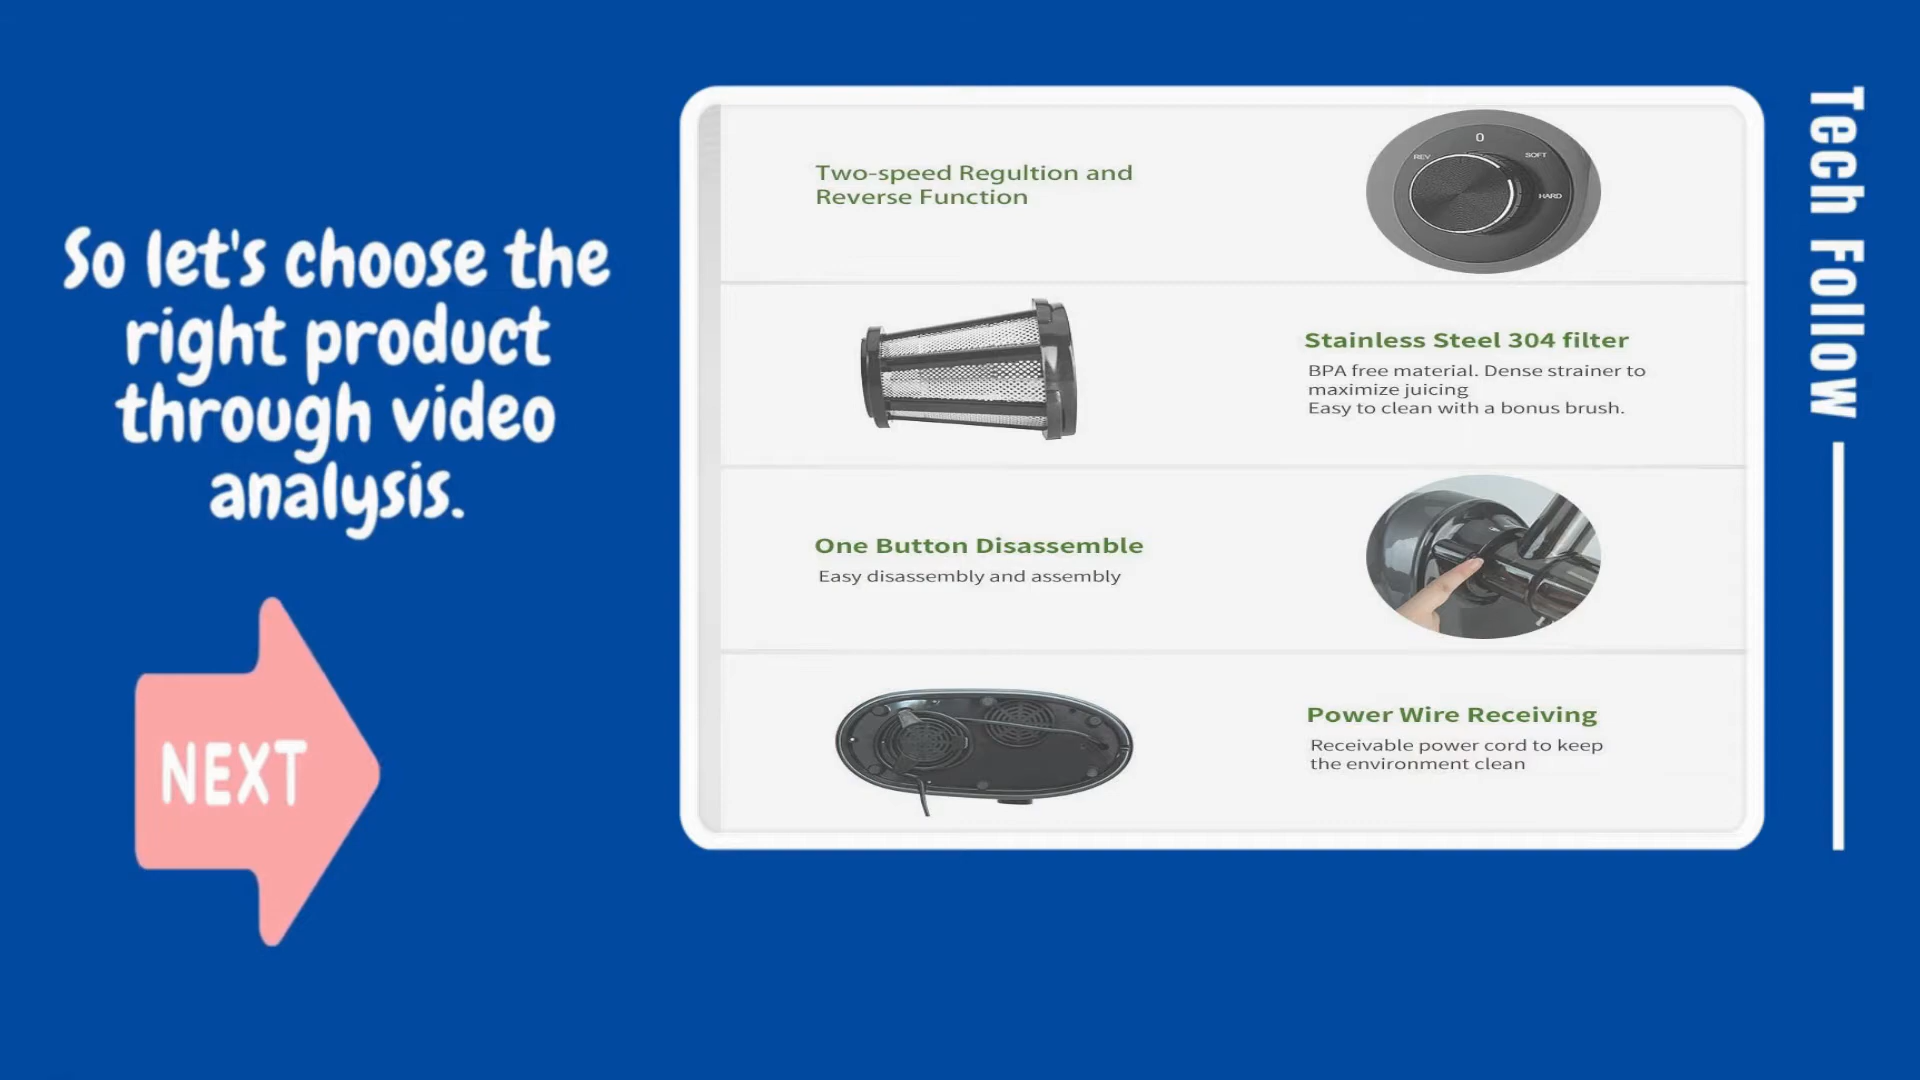 So let's choose the
right product
through video
analysis.
NEXT
Two-speed Regultion and
Reverse Function
0
REV
SOFT
HARD
Stainless Steel 304 filter
BPA free material. Dense strainer to
maximize juicing
Easy to clean with a bonus brush.
One Button Disassemble
Easy disassembly and assembly
Power Wire Receiving
Receivable power cord to keep
the environment clean
Tech Follow